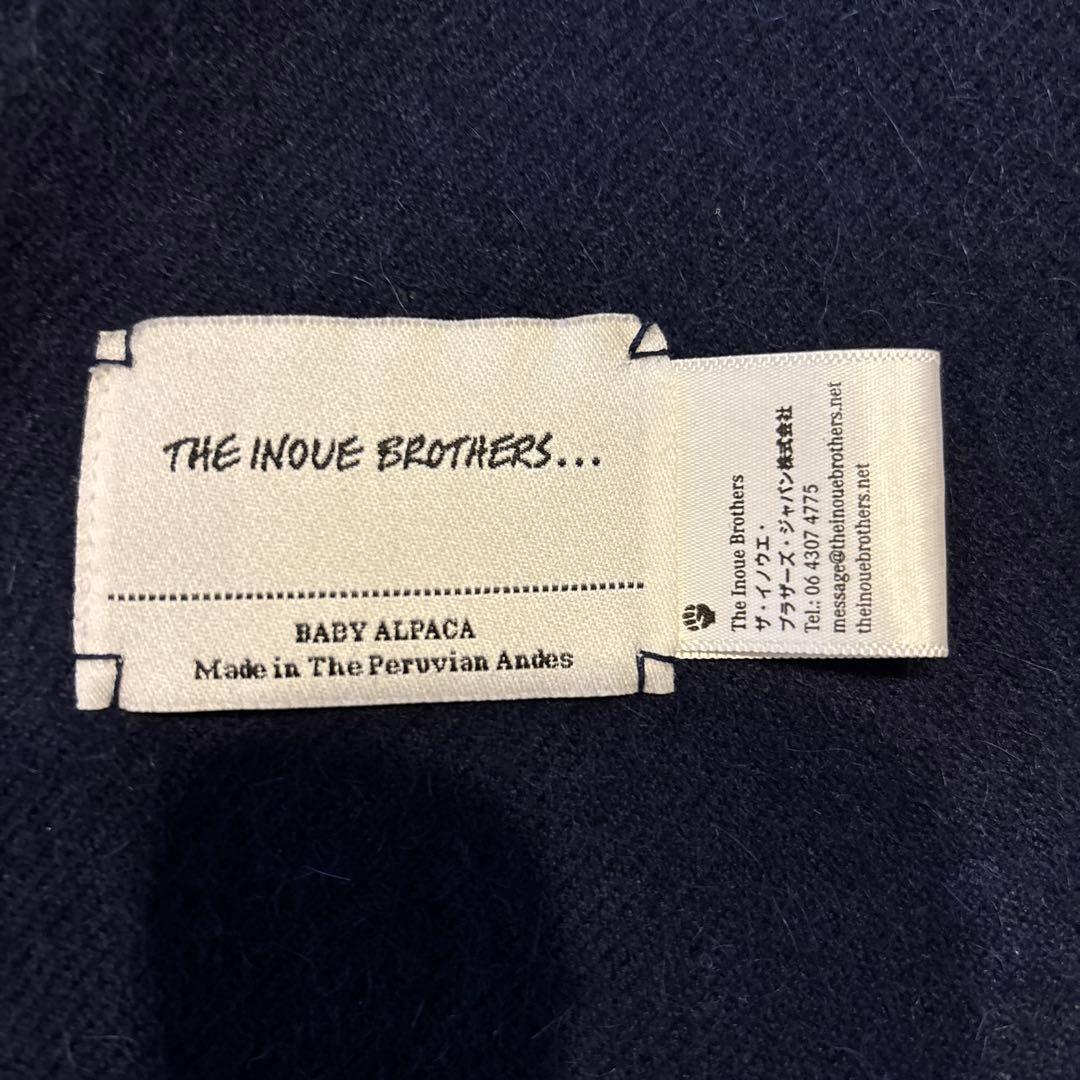 THE INOUE BROTHERS...
BABY ALPACA
Made in The Peruvian Andes
The Inoue Brothers
ザ・イノウエ・
ブラザーズ・ジャパン株式会社
Tel.: 06 4307 4775
message@theinouebrothers.net
theinouebrothers.net